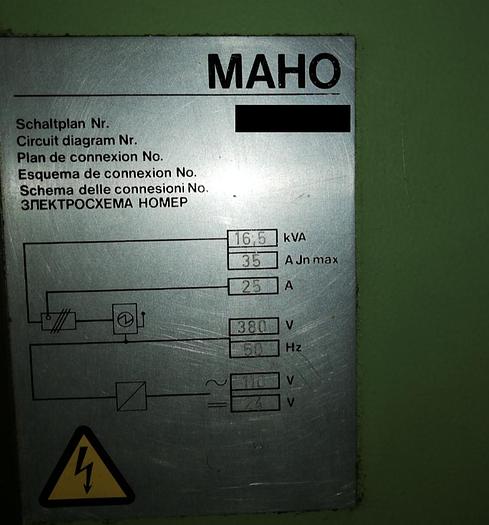 MAHO
Schaltplan Nr.
Circuit diagram Nr.
Plan de connexion No.
Esquema de connexion No.
Schema delle connesioni No.
ЗЛЕКТРОСХЕМА НОМЕР
16,5 kVA
35 A Jn max
25 A
380 V
50 Hz
~ 110 V
= 24 V